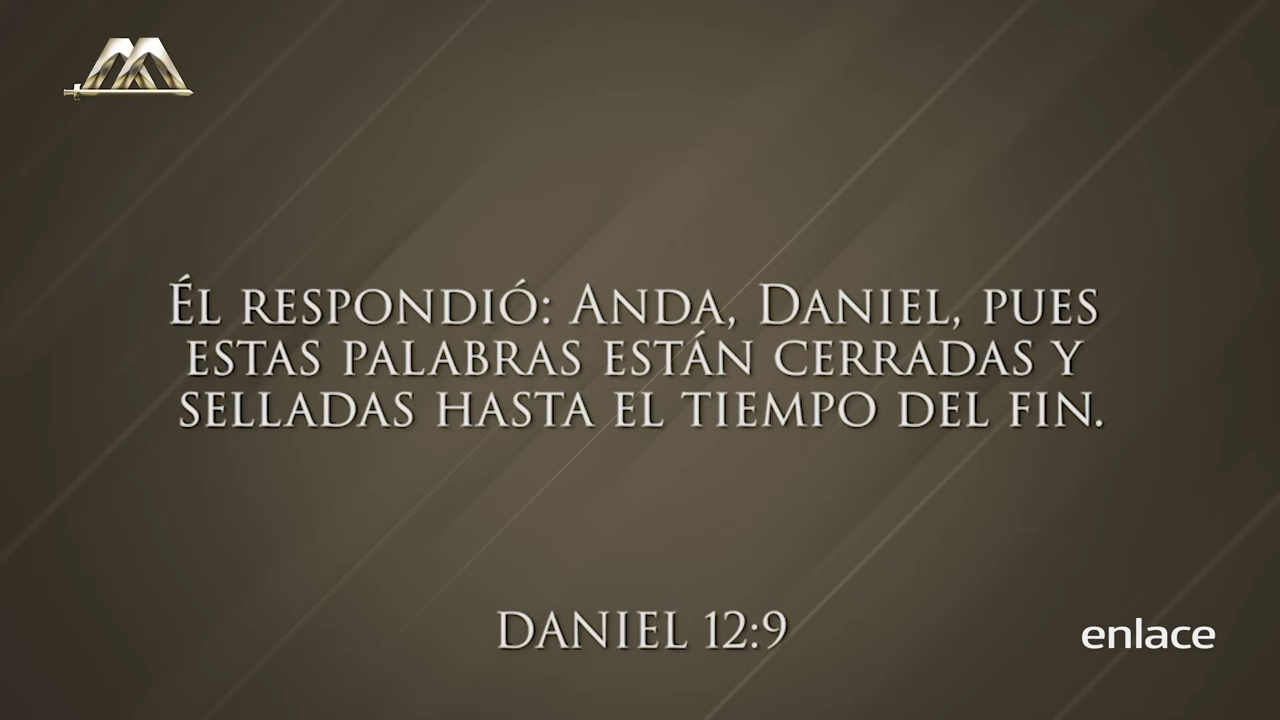 Él respondió: Anda, Daniel, pues
estas palabras están cerradas y
selladas hasta el tiempo del fin.
DANIEL 12:9
enlace